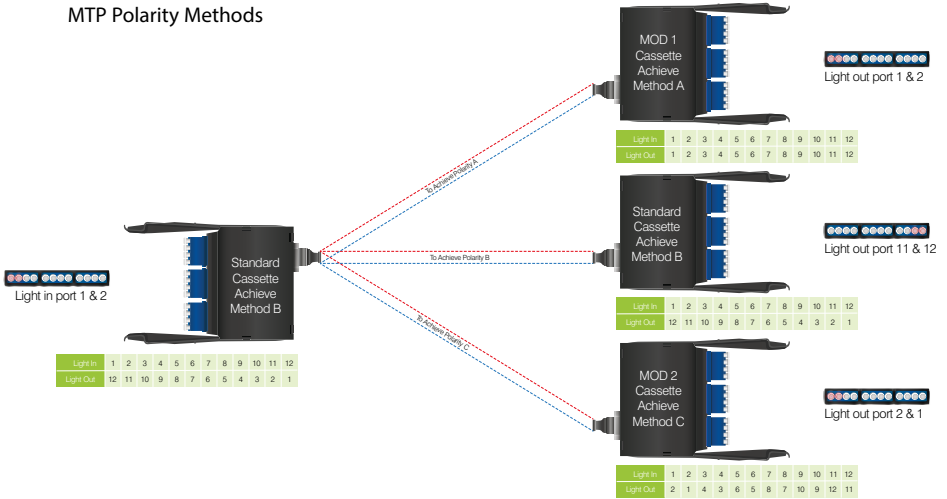 MTP Polarity Methods
MOD 1
Cassette
Achieve
Method A
Light out port 1 & 2
To Achieve Polarity A
Light In 1 2 3 4 5 6 7 8 9 10 11 12
Light Out 1 2 3 4 5 6 7 8 9 10 11 12
Standard
Cassette
Achieve
Method B
Light in port 1 & 2
Light In 1 2 3 4 5 6 7 8 9 10 11 12
Light Out 12 11 10 9 8 7 6 5 4 3 2 1
To Achieve Polarity B
Standard
Cassette
Achieve
Method B
Light out port 11 & 12
Light In 1 2 3 4 5 6 7 8 9 10 11 12
Light Out 12 11 10 9 8 7 6 5 4 3 2 1
To Achieve Polarity C
MOD 2
Cassette
Achieve
Method C
Light out port 2 & 1
Light In 1 2 3 4 5 6 7 8 9 10 11 12
Light Out 2 1 4 3 6 5 8 7 10 9 12 11